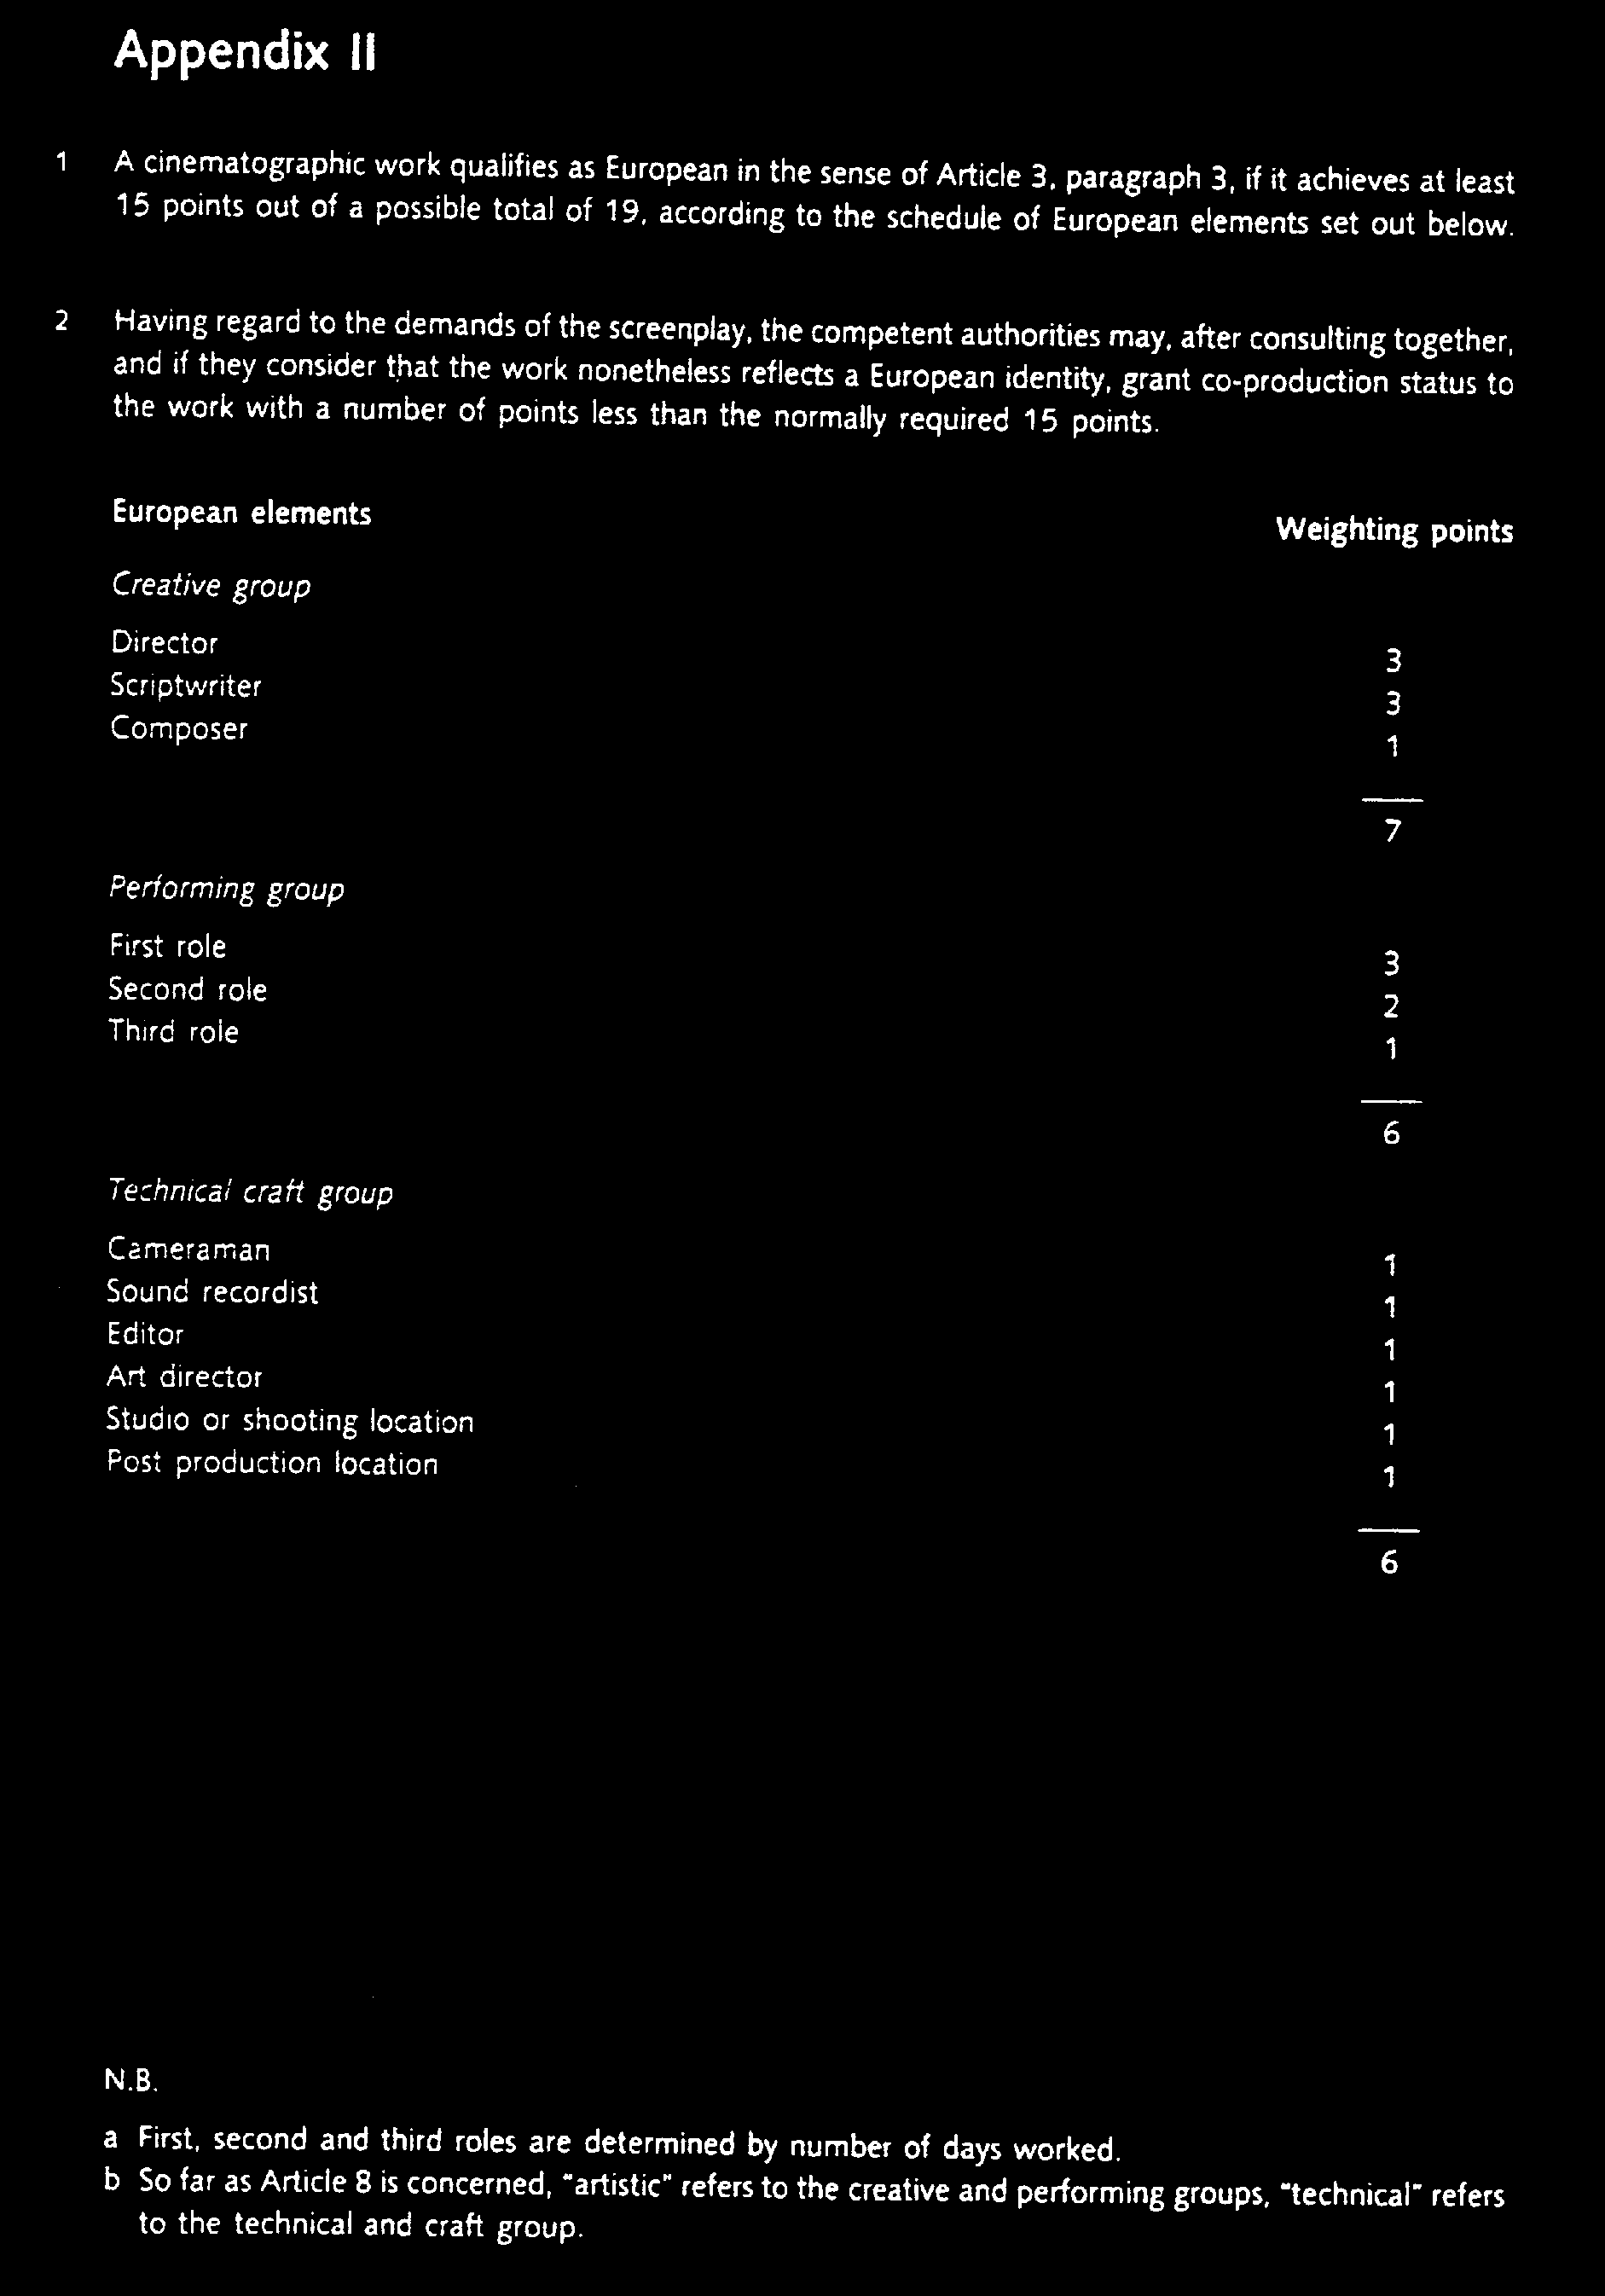 Appendix II
1 A cinematographic work qualifies as European in the sense of Article 3, paragraph 3, if it achieves at least
15 points out of a possible total of 19, according to the schedule of European elements set out below.
2 Having regard to the demands of the screenplay, the competent authorities may, after consulting together,
and if they consider that the work nonetheless reflects a European identity, grant co-production status to
the work with a number of points less than the normally required 15 points.
European elements Weighting points
Creative group
Director 3
Scriptwriter 3
Composer 1
7
Performing group
First role 3
Second role 2
Third role 1
6
Technical craft group
Cameraman 1
Sound recordist 1
Editor 1
Art director 1
Studio or shooting location 1
Post production location 1
6
N.B.
a First, second and third roles are determined by number of days worked.
b So far as Article 8 is concerned, "artistic" refers to the creative and performing groups, "technical" refers
to the technical and craft group.